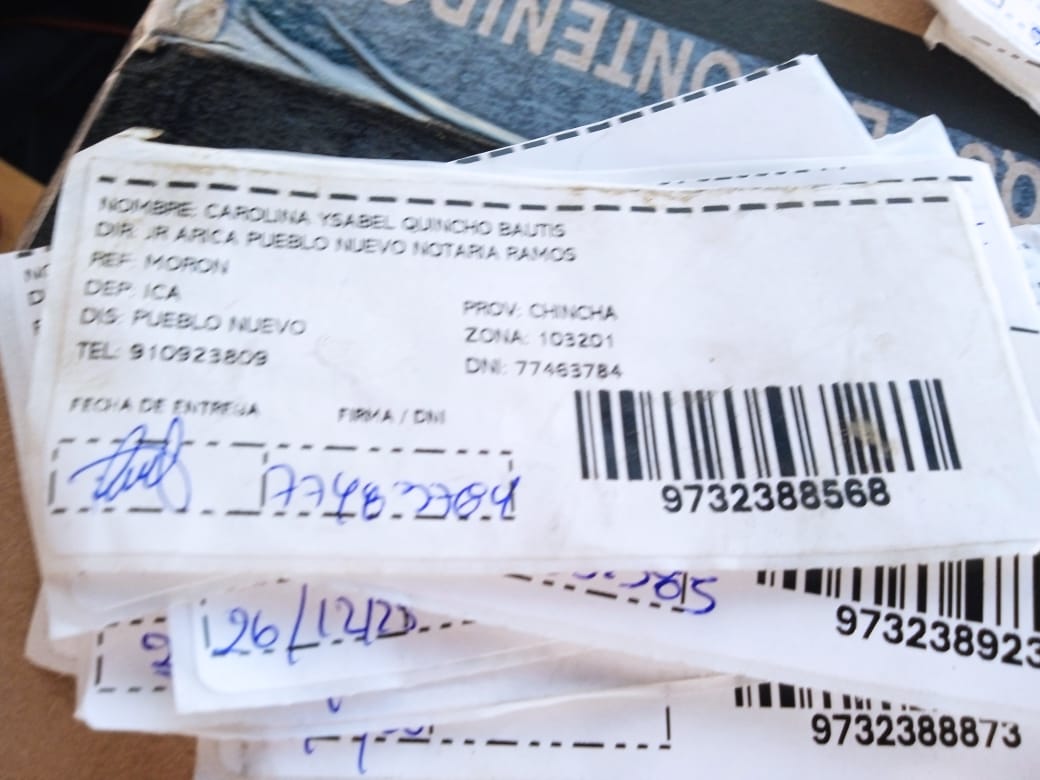 CONTENIDO
NOMBRE: CAROLINA YSABEL QUINCHO BAUTIS
DIR: JR ARICA PUEBLO NUEVO NOTARIA RAMOS
REF: MORON
DEP: ICA
PROV: CHINCHA
DIS: PUEBLO NUEVO
ZONA: 103201
TEL: 910923809
DNI: 77463784
FECHA DE ENTREGA
FIRMA / DNI
9732388568
26/12/23
973238923
9732388873